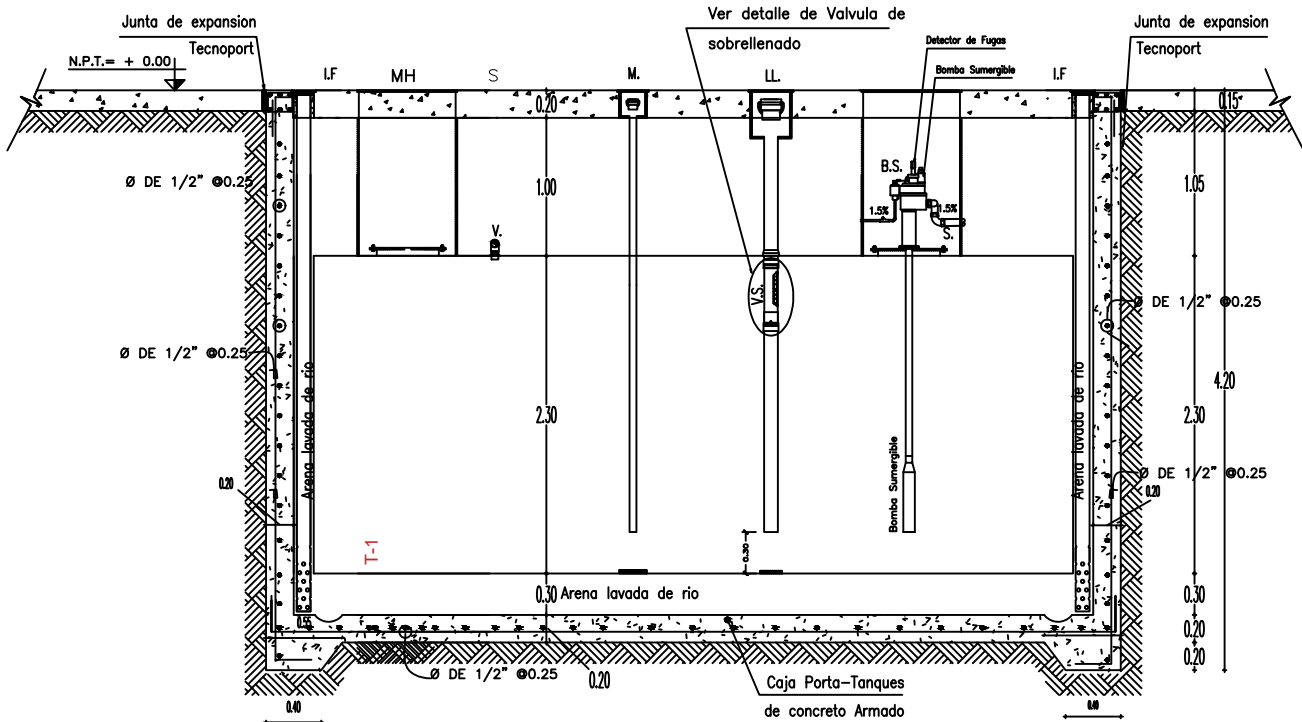 Junta de expansion
Tecnoport
Ver detalle de Valvula de
sobrellenado
Junta de expansion
Tecnoport
Detector de Fugas
Bomba Sumergible
N.P.T.= + 0.00
I.F
MH
S
M.
LL.
I.F
0.20
0.15
B.S.
1.5%
1.5%
S.
Ø DE 1/2" @0.25
1.00
1.05
V.
V.S.
Ø DE 1/2" @0.25
Ø DE 1/2" @0.25
4.20
Arena lavada de rio
2.30
Arena lavada de rio
2.30
Bomba Sumergible
Ø DE 1/2" @0.25
0.20
0.20
T-1
0.30
0.30
Arena lavada de rio
0.30
0.20
0.20
Ø DE 1/2" @0.25
0.20
Caja Porta-Tanques
de concreto Armado
0.40
0.40